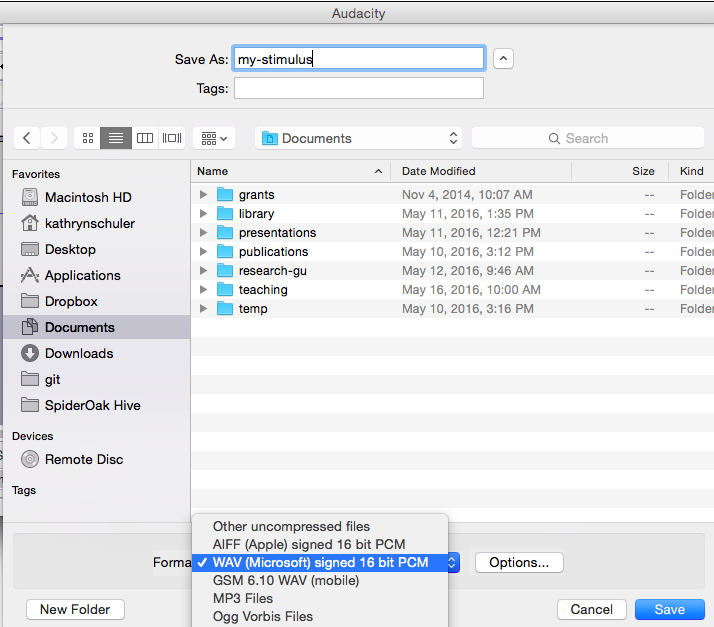 Audacity
Save As: my-stimulus
Tags:
Documents
Search
Favorites
Macintosh HD
kathrynschuler
Desktop
Applications
Dropbox
Documents
Downloads
git
SpiderOak Hive
Devices
Remote Disc
Tags
Name Date Modified Size Kind
grants Nov 4, 2014, 10:07 AM -- Folder
library May 11, 2016, 1:35 PM -- Folder
presentations May 11, 2016, 12:21 PM -- Folder
publications May 10, 2016, 3:12 PM -- Folder
research-gu May 12, 2016, 9:46 AM -- Folder
teaching May 16, 2016, 10:00 AM -- Folder
temp May 10, 2016, 3:16 PM -- Folder
Other uncompressed files
AIFF (Apple) signed 16 bit PCM
Forma ✓ WAV (Microsoft) signed 16 bit PCM Options...
GSM 6.10 WAV (mobile)
MP3 Files
Ogg Vorbis Files
New Folder Cancel Save